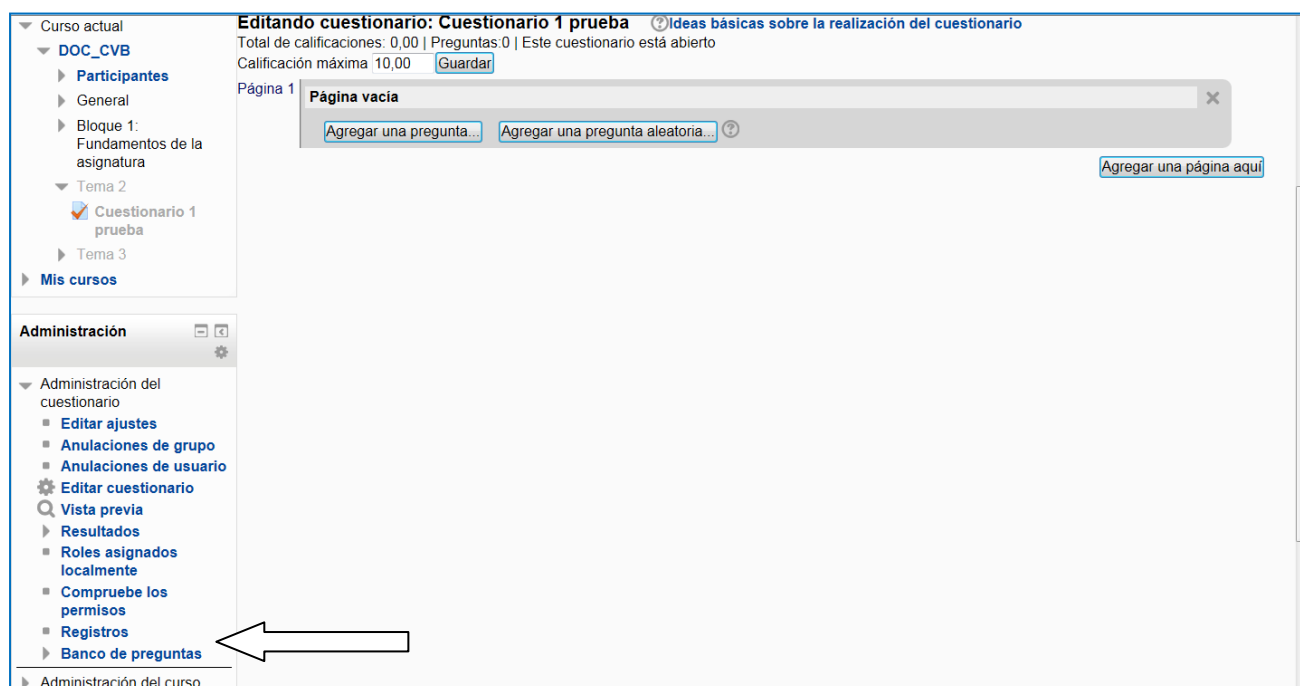 Curso actual
DOC_CVB
Participantes
General
Bloque 1:
Fundamentos de la
asignatura
Tema 2
Cuestionario 1
prueba
Tema 3
Mis cursos
Administración
Administración del
cuestionario
Editar ajustes
Anulaciones de grupo
Anulaciones de usuario
Editar cuestionario
Vista previa
Resultados
Roles asignados
localmente
Compruebe los
permisos
Registros
Banco de preguntas
Administración del curso
Editando cuestionario: Cuestionario 1 prueba Ideas básicas sobre la realización del cuestionario
Total de calificaciones: 0,00 | Preguntas:0 | Este cuestionario está abierto
Calificación máxima 10,00 Guardar
Página 1
Página vacía
Agregar una pregunta... Agregar una pregunta aleatoria...
Agregar una página aquí